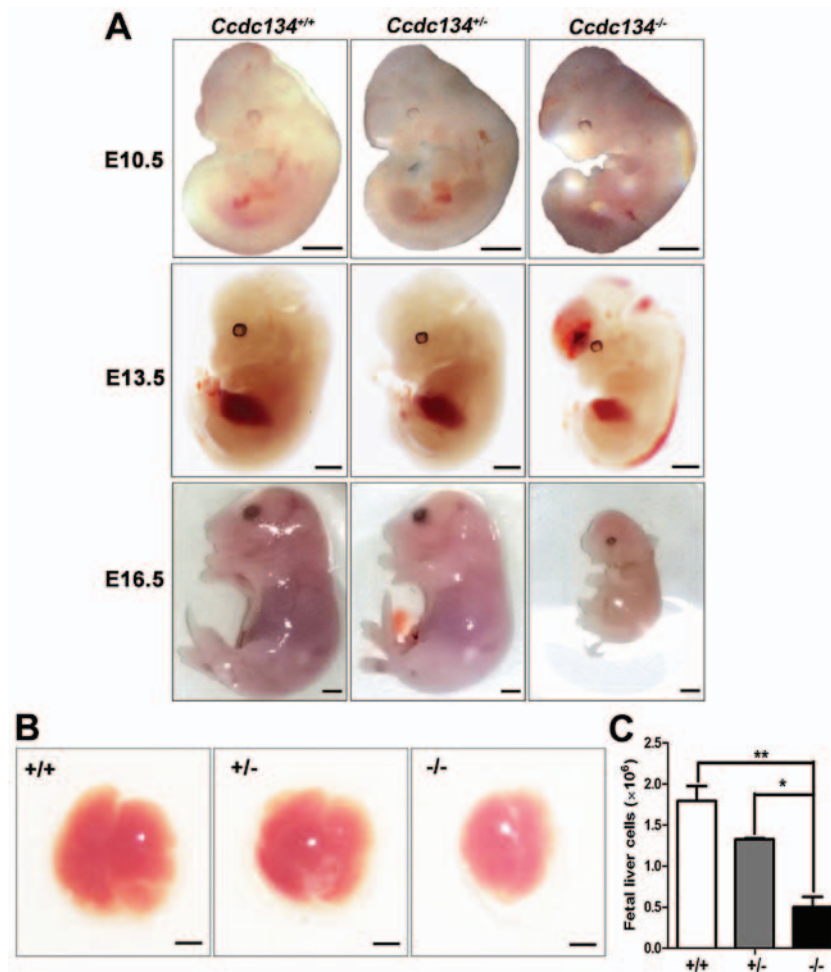 A
Ccdc134+/+ Ccdc134+/- Ccdc134-/-
E10.5
E13.5
E16.5
B
+/+ +/- -/-
C
Fetal liver cells (×10⁶)
2.5
2.0
1.5
1.0
0.5
0.0
**
*
+/+ +/- -/-